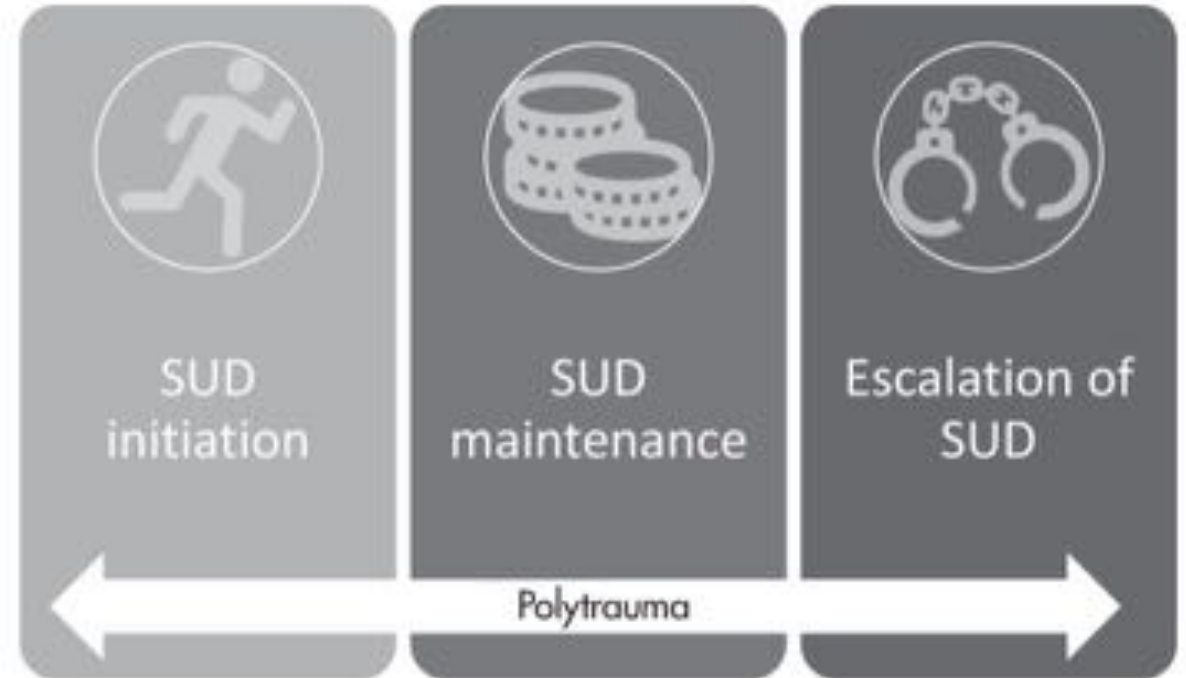 SUD
initiation
SUD
maintenance
Escalation of
SUD
Polytrauma